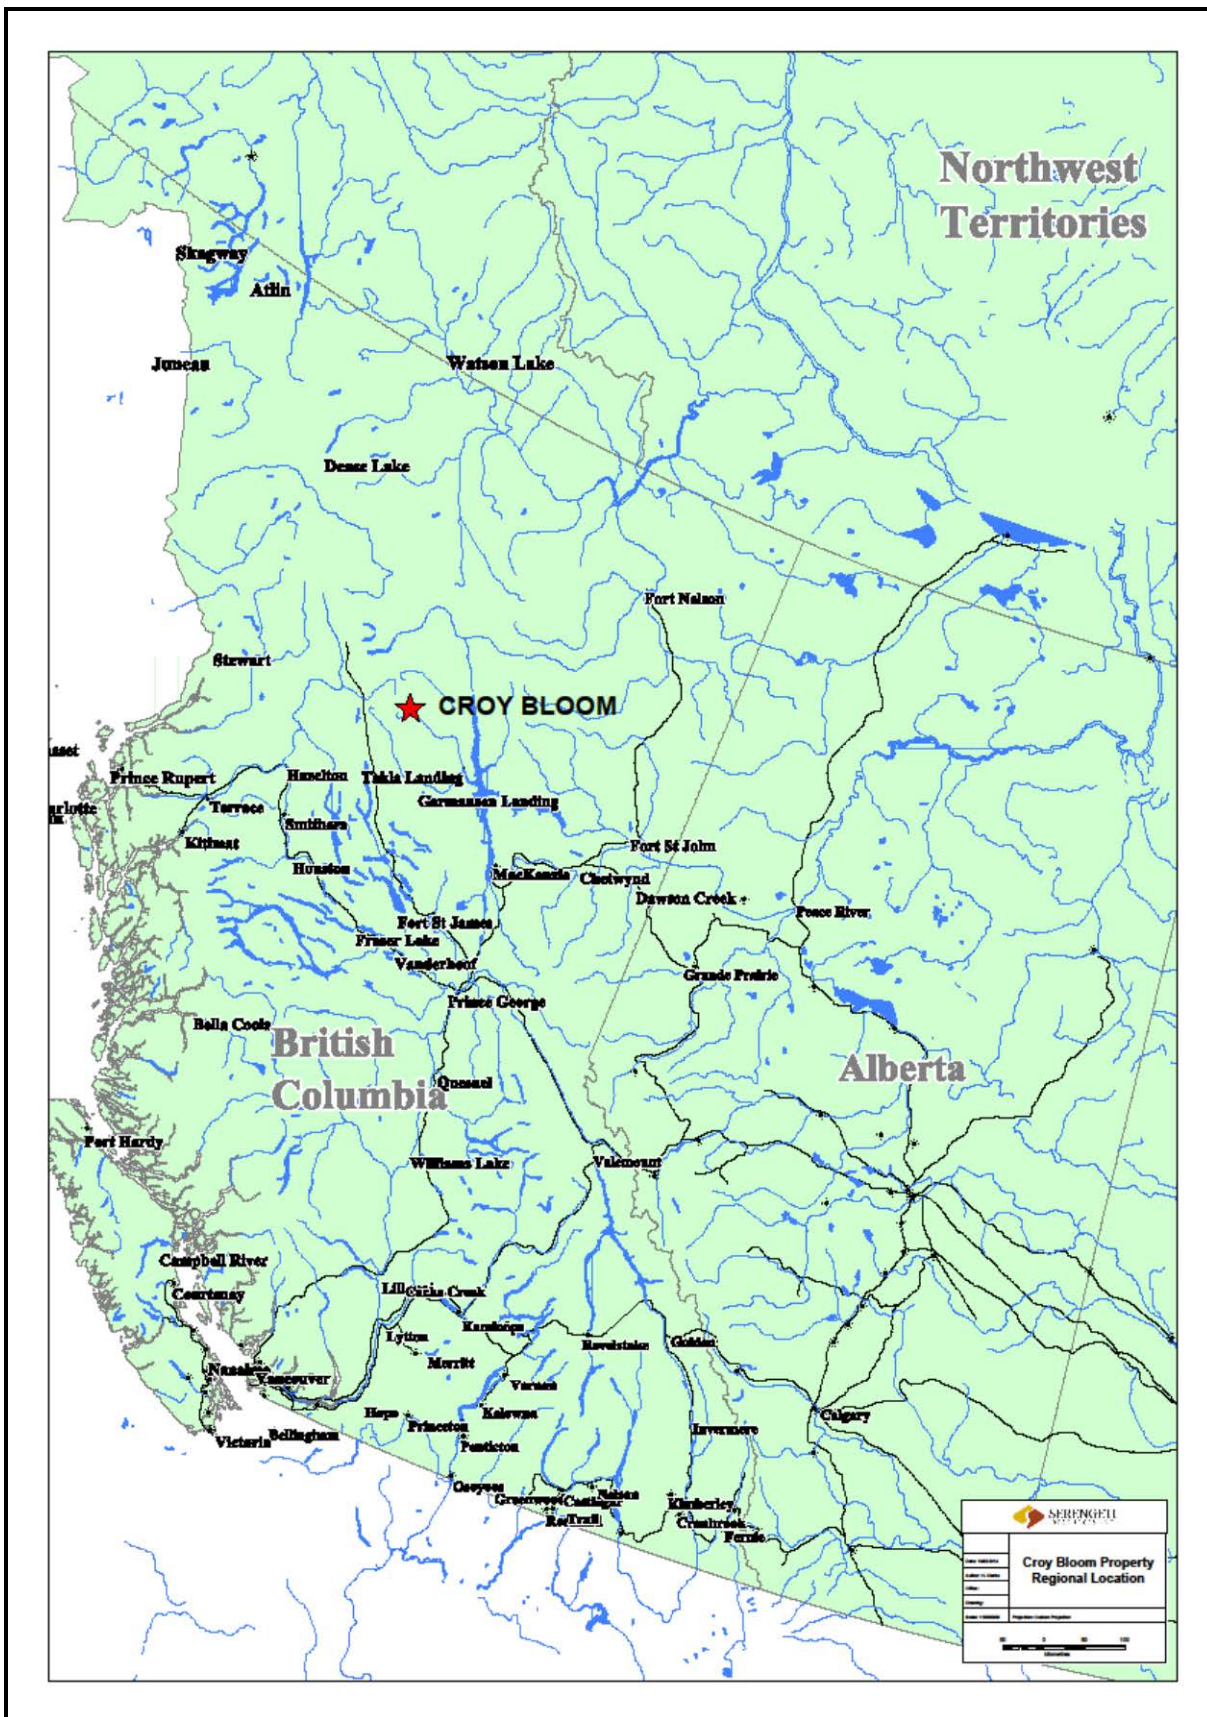 Northwest
Territories
Skagway
Atlin
Juneau
Watson Lake
Dease Lake
Fort Nelson
Stewart
CROY BLOOM
Prince Rupert
Hazelton
Takla Landing
Germansen Landing
Terrace
Smithers
Kitimat
Fort St John
Houston
MacKenzie
Chetwynd
Dawson Creek
Peace River
Fort St James
Fraser Lake
Vanderhoof
Grande Prairie
Prince George
Bella Coola
British
Columbia
Alberta
Quesnel
Port Hardy
Williams Lake
Valemount
Campbell River
Courtenay
Cache Creek
Kamloops
Lytton
Merritt
Revelstoke
Golden
Vancouver
Vernon
Kelowna
Hope
Princeton
Penticton
Calgary
Invermere
Victoria
Bellingham
Osoyoos
Greenwood
Castlegar
Nelson
Trail
Kimberley
Cranbrook
Fernie
SERENGETI
Croy Bloom Property
Regional Location